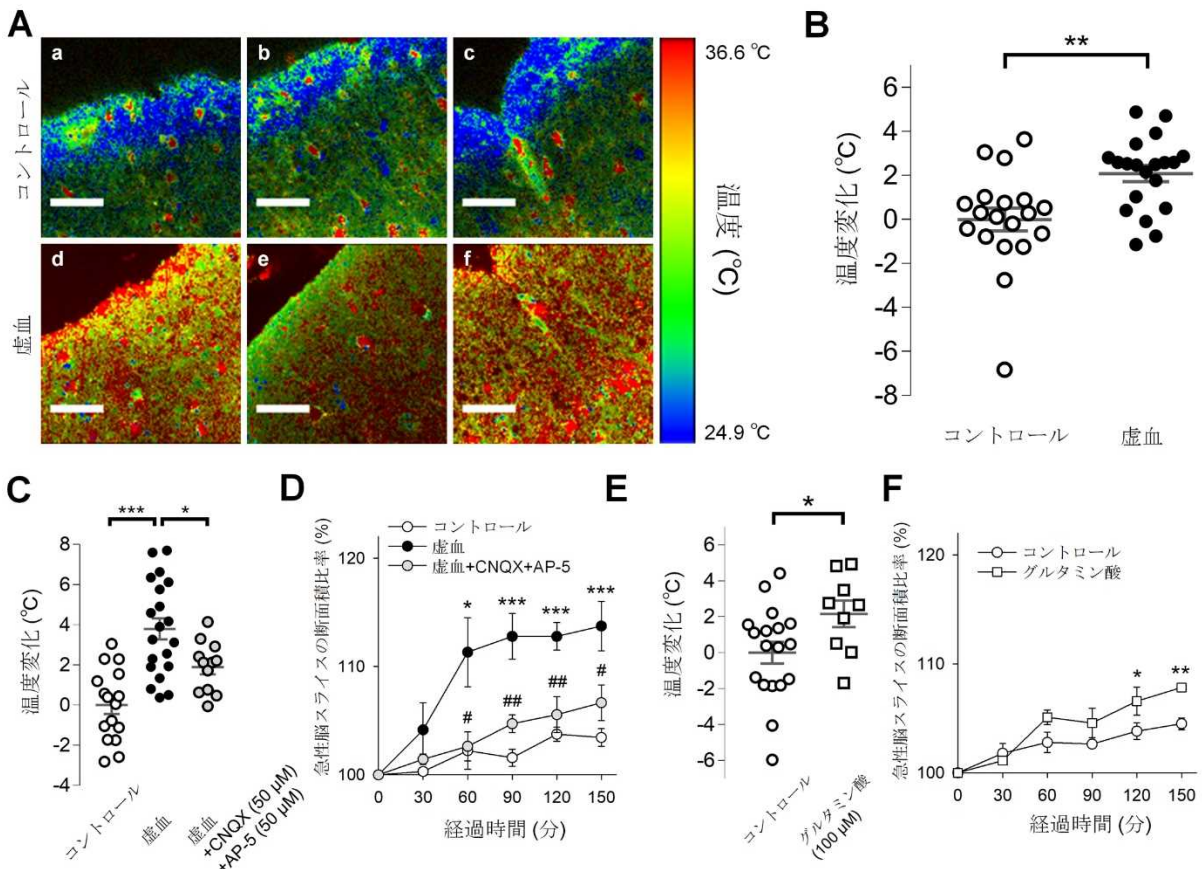 A
コントロール
a
b
c
虚血
d
e
f
36.6 ℃
温度 (℃)
24.9 ℃
B
**
温度変化 (℃)
6
4
2
0
-2
-4
-6
-8
コントロール
虚血
C
***
*
温度変化 (℃)
8
6
4
2
0
-2
-4
コントロール
虚血
虚血
+CNQX (50 μM)
+AP-5 (50 μM)
D
急性脳スライスの断面積比率 (%)
コントロール
虚血
虚血+CNQX+AP-5
120
110
100
*
***
***
***
#
##
##
#
0
30
60
90
120
150
経過時間 (分)
E
*
温度変化 (℃)
6
4
2
0
-2
-4
-6
コントロール
グルタミン酸
(100 μM)
F
急性脳スライスの断面積比率 (%)
コントロール
グルタミン酸
120
110
100
*
**
0
30
60
90
120
150
経過時間 (分)